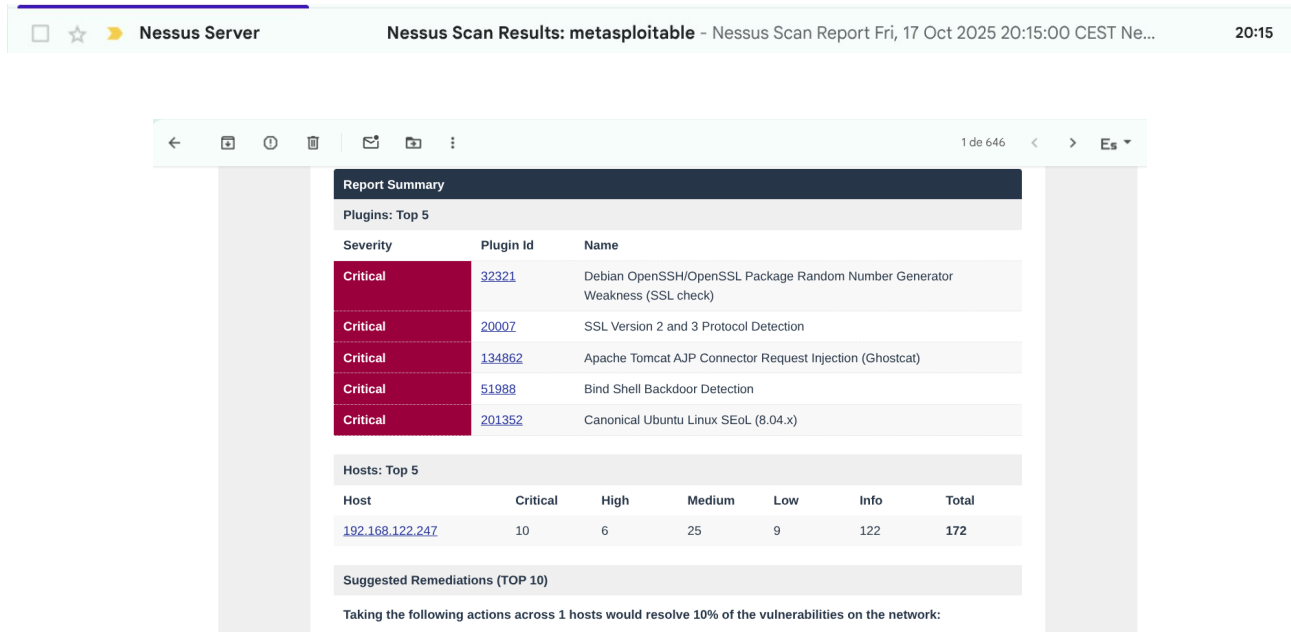 Nessus Server Nessus Scan Results: metasploitable - Nessus Scan Report Fri, 17 Oct 2025 20:15:00 CEST Ne... 20:15
1 de 646 Es
Report Summary
Plugins: Top 5
Severity Plugin Id Name
Critical 32321 Debian OpenSSH/OpenSSL Package Random Number Generator
Weakness (SSL check)
Critical 20007 SSL Version 2 and 3 Protocol Detection
Critical 134862 Apache Tomcat AJP Connector Request Injection (Ghostcat)
Critical 51988 Bind Shell Backdoor Detection
Critical 201352 Canonical Ubuntu Linux SEoL (8.04.x)
Hosts: Top 5
Host Critical High Medium Low Info Total
192.168.122.247 10 6 25 9 122 172
Suggested Remediations (TOP 10)
Taking the following actions across 1 hosts would resolve 10% of the vulnerabilities on the network: